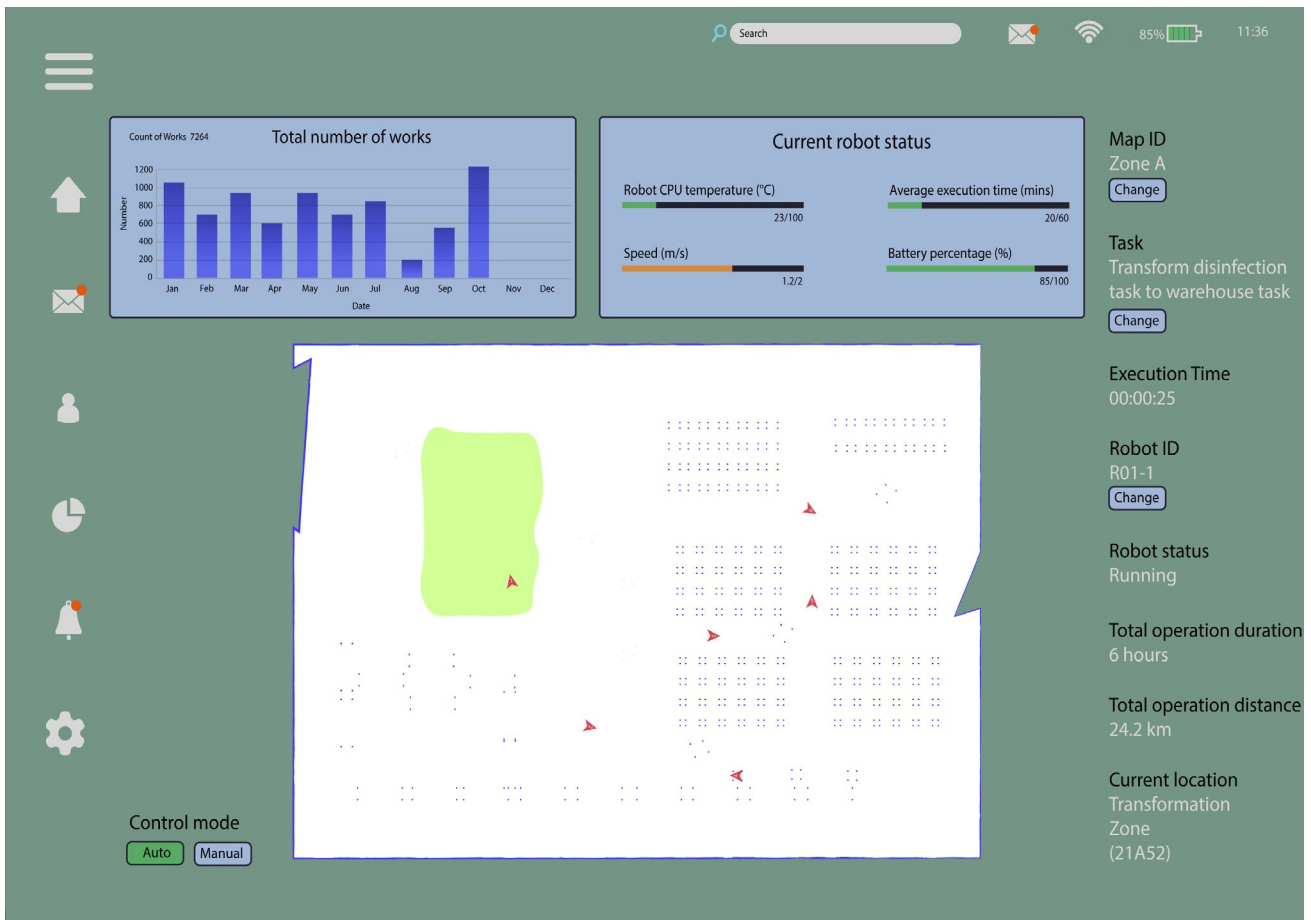 Search
85%
11:36
Count of Works 7264
Total number of works
1200
1000
800
600
400
200
0
Number
Jan Feb Mar Apr May Jun Jul Aug Sep Oct Nov Dec
Date
Current robot status
Robot CPU temperature (°C)
23/100
Average execution time (mins)
20/60
Speed (m/s)
1.2/2
Battery percentage (%)
85/100
Map ID
Zone A
Change
Task
Transform disinfection
task to warehouse task
Change
Execution Time
00:00:25
Robot ID
R01-1
Change
Robot status
Running
Total operation duration
6 hours
Total operation distance
24.2 km
Current location
Transformation
Zone
(21A52)
Control mode
Auto
Manual